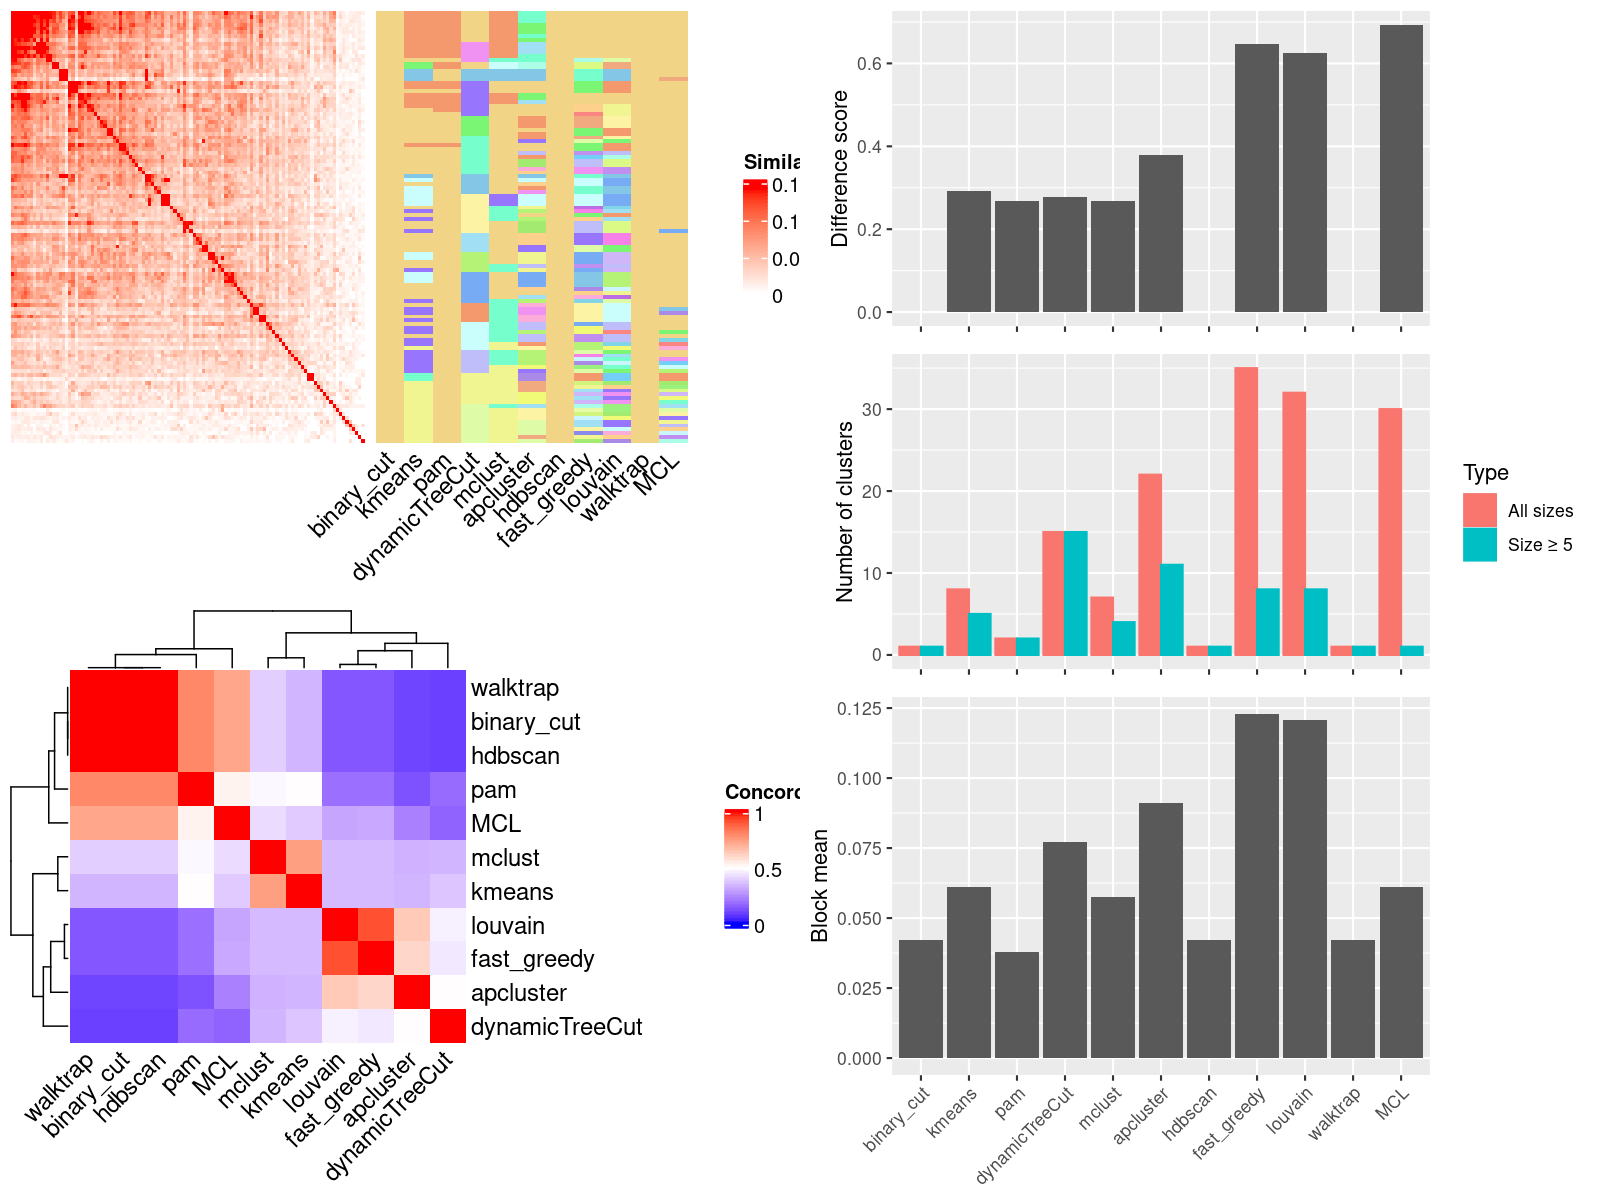 Simila
0.1
0.1
0.0
0
binary_cut
kmeans
pam
dynamicTreeCut
mclust
apcluster
hdbscan
fast_greedy
louvain
walktrap
MCL
walktrap
binary_cut
hdbscan
pam
MCL
mclust
kmeans
louvain
fast_greedy
apcluster
dynamicTreeCut
walktrap
binary_cut
hdbscan
pam
MCL
mclust
kmeans
louvain
fast_greedy
apcluster
dynamicTreeCut
Concord
1
0.5
0
Difference score
0.6
0.4
0.2
0.0
Number of clusters
30
20
10
0
Type
All sizes
Size ≥ 5
Block mean
0.125
0.100
0.075
0.050
0.025
0.000
binary_cut
kmeans
pam
dynamicTreeCut
mclust
apcluster
hdbscan
fast_greedy
louvain
walktrap
MCL